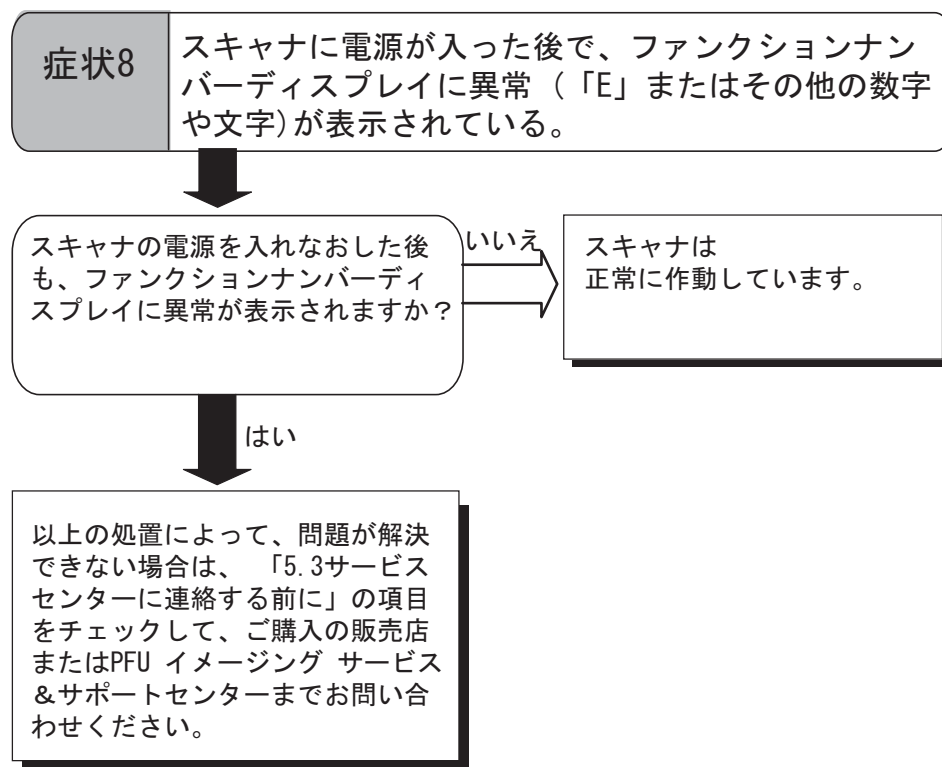 症状8
スキャナに電源が入った後で、ファンクションナン
バーディスプレイに異常（「E」またはその他の数字
や文字)が表示されている。
スキャナの電源を入れなおした後
も、ファンクションナンバーディ
スプレイに異常が表示されますか？
いいえ
スキャナは
正常に作動しています。
はい
以上の処置によって、問題が解決
できない場合は、 「5.3サービス
センターに連絡する前に」の項目
をチェックして、ご購入の販売店
またはPFU イメージング サービス
＆サポートセンターまでお問い合
わせください。